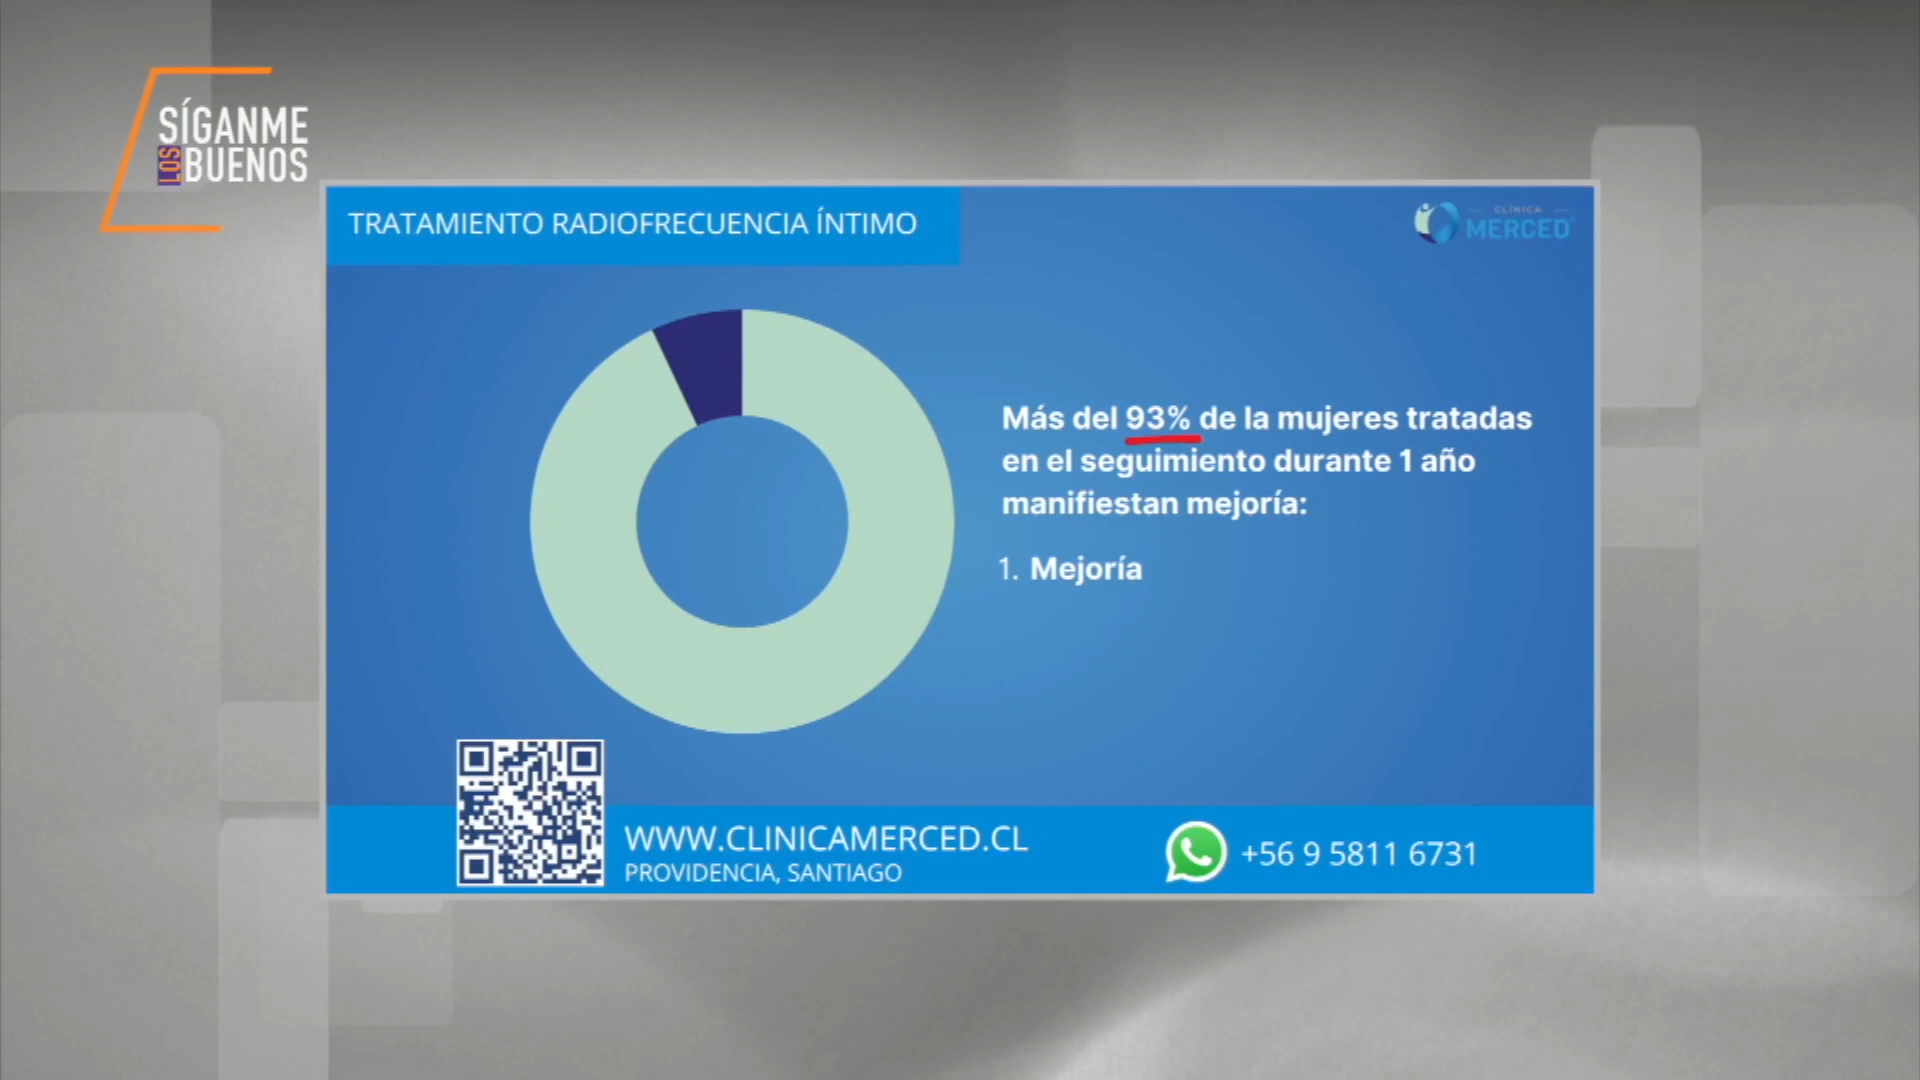 SÍGANME
LOS BUENOS
TRATAMIENTO RADIOFRECUENCIA ÍNTIMO
CLÍNICA
MERCED
Más del 93% de la mujeres tratadas
en el seguimiento durante 1 año
manifiestan mejoría:
1. Mejoría
WWW.CLINICAMERCED.CL
PROVIDENCIA, SANTIAGO
+56 9 5811 6731